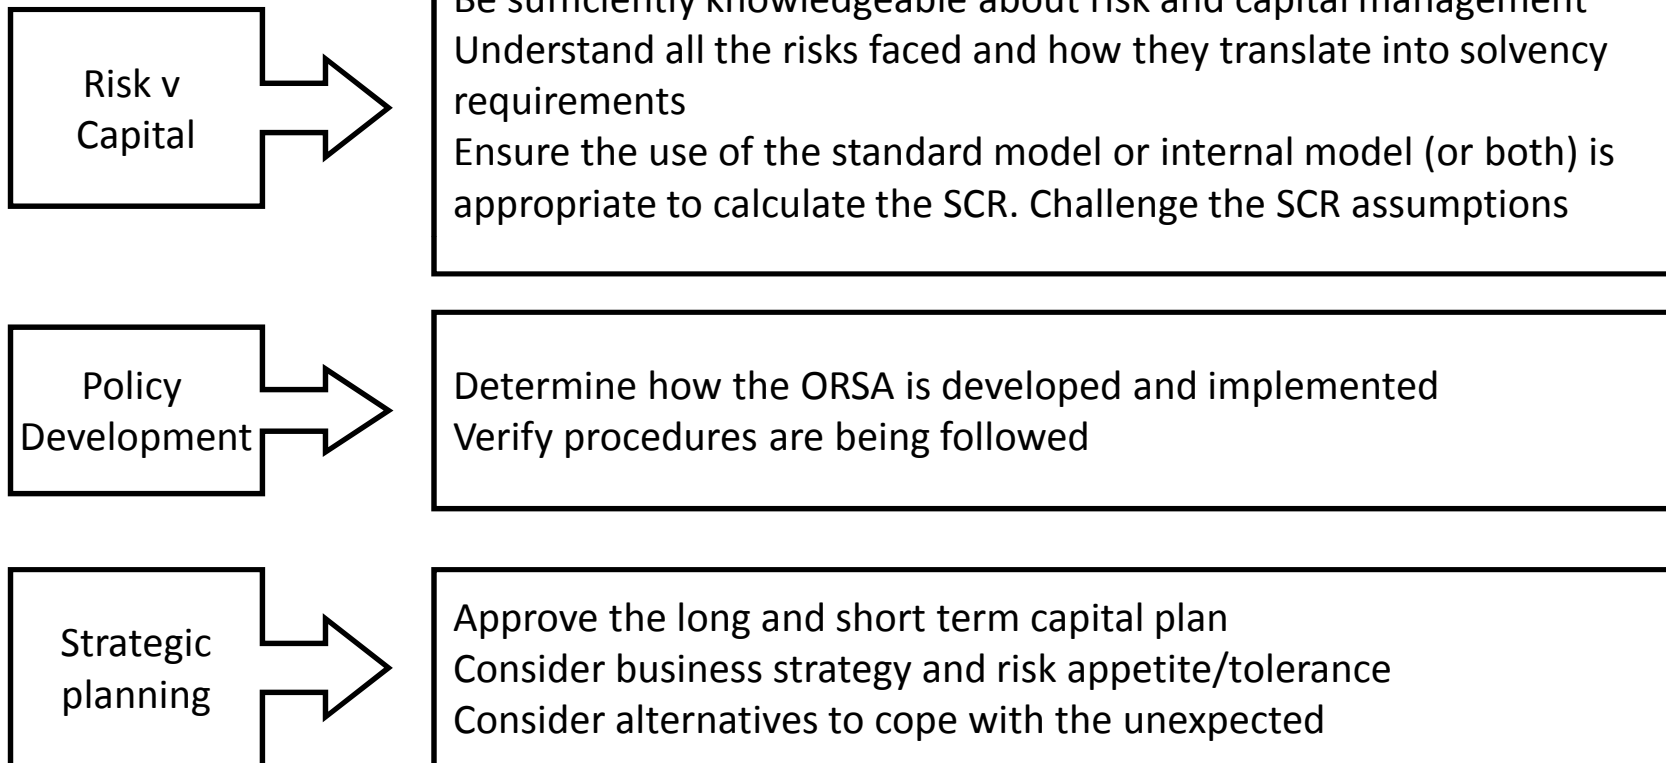 Risk v
Capital
Be sufficiently knowledgeable about risk and capital management
Understand all the risks faced and how they translate into solvency
requirements
Ensure the use of the standard model or internal model (or both) is
appropriate to calculate the SCR. Challenge the SCR assumptions
Policy
Development
Determine how the ORSA is developed and implemented
Verify procedures are being followed
Strategic
planning
Approve the long and short term capital plan
Consider business strategy and risk appetite/tolerance
Consider alternatives to cope with the unexpected